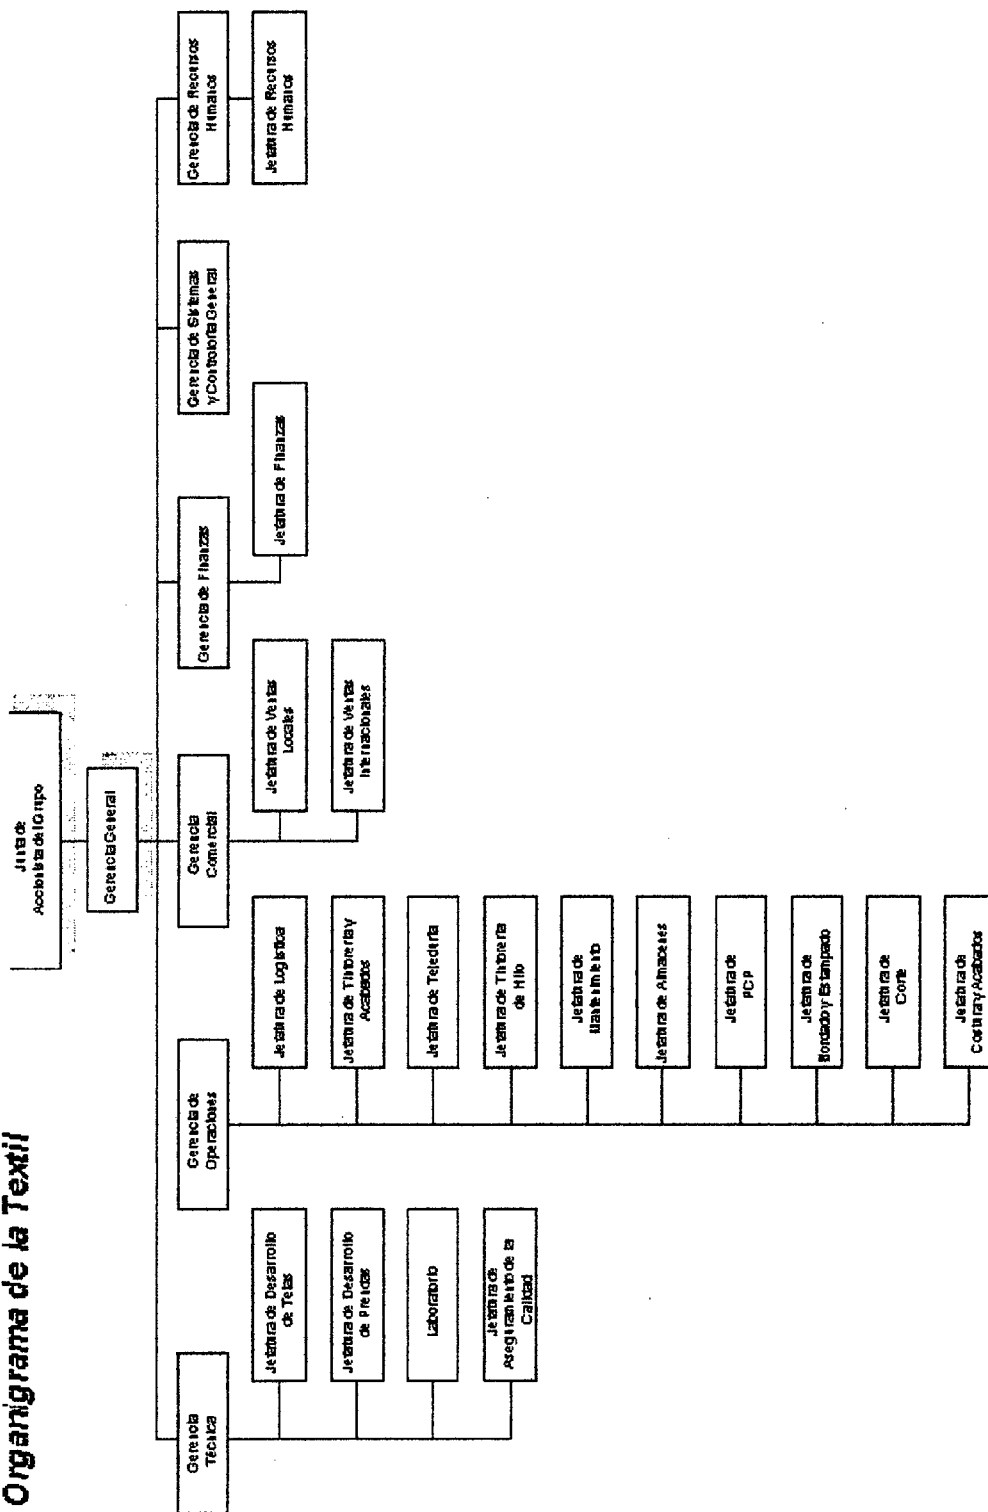 Organigrama de la Textil
Junta de
Accionista del Grupo
Gerencia General
Gerencia
Técnica
Jefatura de Desarrollo
de Telas
Jefatura de Desarrollo
de Prendas
Laboratorio
Jefatura de
Aseguramiento de la
Calidad
Gerencia de
Operaciones
Jefatura de Logística
Jefatura de Tintorería y
Acabados
Jefatura de Tejeduría
Jefatura de Tintorería
de Hilo
Jefatura de
Mantenimiento
Jefatura de Almacenes
Jefatura de
PCP
Jefatura de
Bordado y Estampado
Jefatura de
Corte
Jefatura de
Costura y Acabados
Gerencia
Comercial
Jefatura de Ventas
Locales
Jefatura de Ventas
Internacionales
Gerencia de Finanzas
Jefatura de Finanzas
Gerencia de Sistemas
y Contraloría General
Gerencia de Recursos
Humanos
Jefatura de Recursos
Humanos